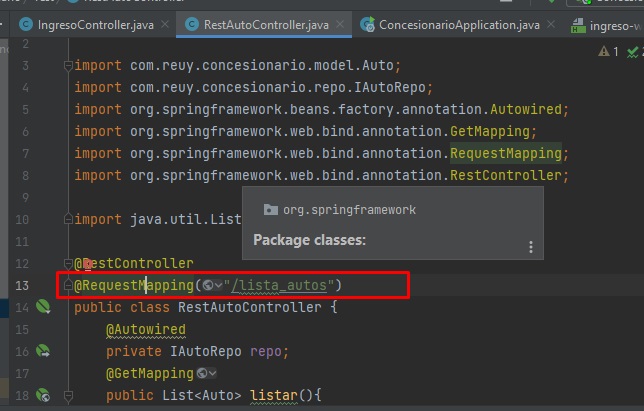 IngresoController.java × RestAutoController.java × ConcesionarioApplication.java × ingreso-w
2
1
3 import com.reuy.concesionario.model.Auto;
4 import com.reuy.concesionario.repo.IAutoRepo;
5 import org.springframework.beans.factory.annotation.Autowired;
6 import org.springframework.web.bind.annotation.GetMapping;
7 import org.springframework.web.bind.annotation.RequestMapping;
8 import org.springframework.web.bind.annotation.RestController;
org.springframework
10 import java.util.List
Package classes:
12 @RestController
13 @RequestMapping("/lista_autos")
14 public class RestAutoController {
15 @Autowired
16 private IAutoRepo repo;
17 @GetMapping
18 public List<Auto> listar(){